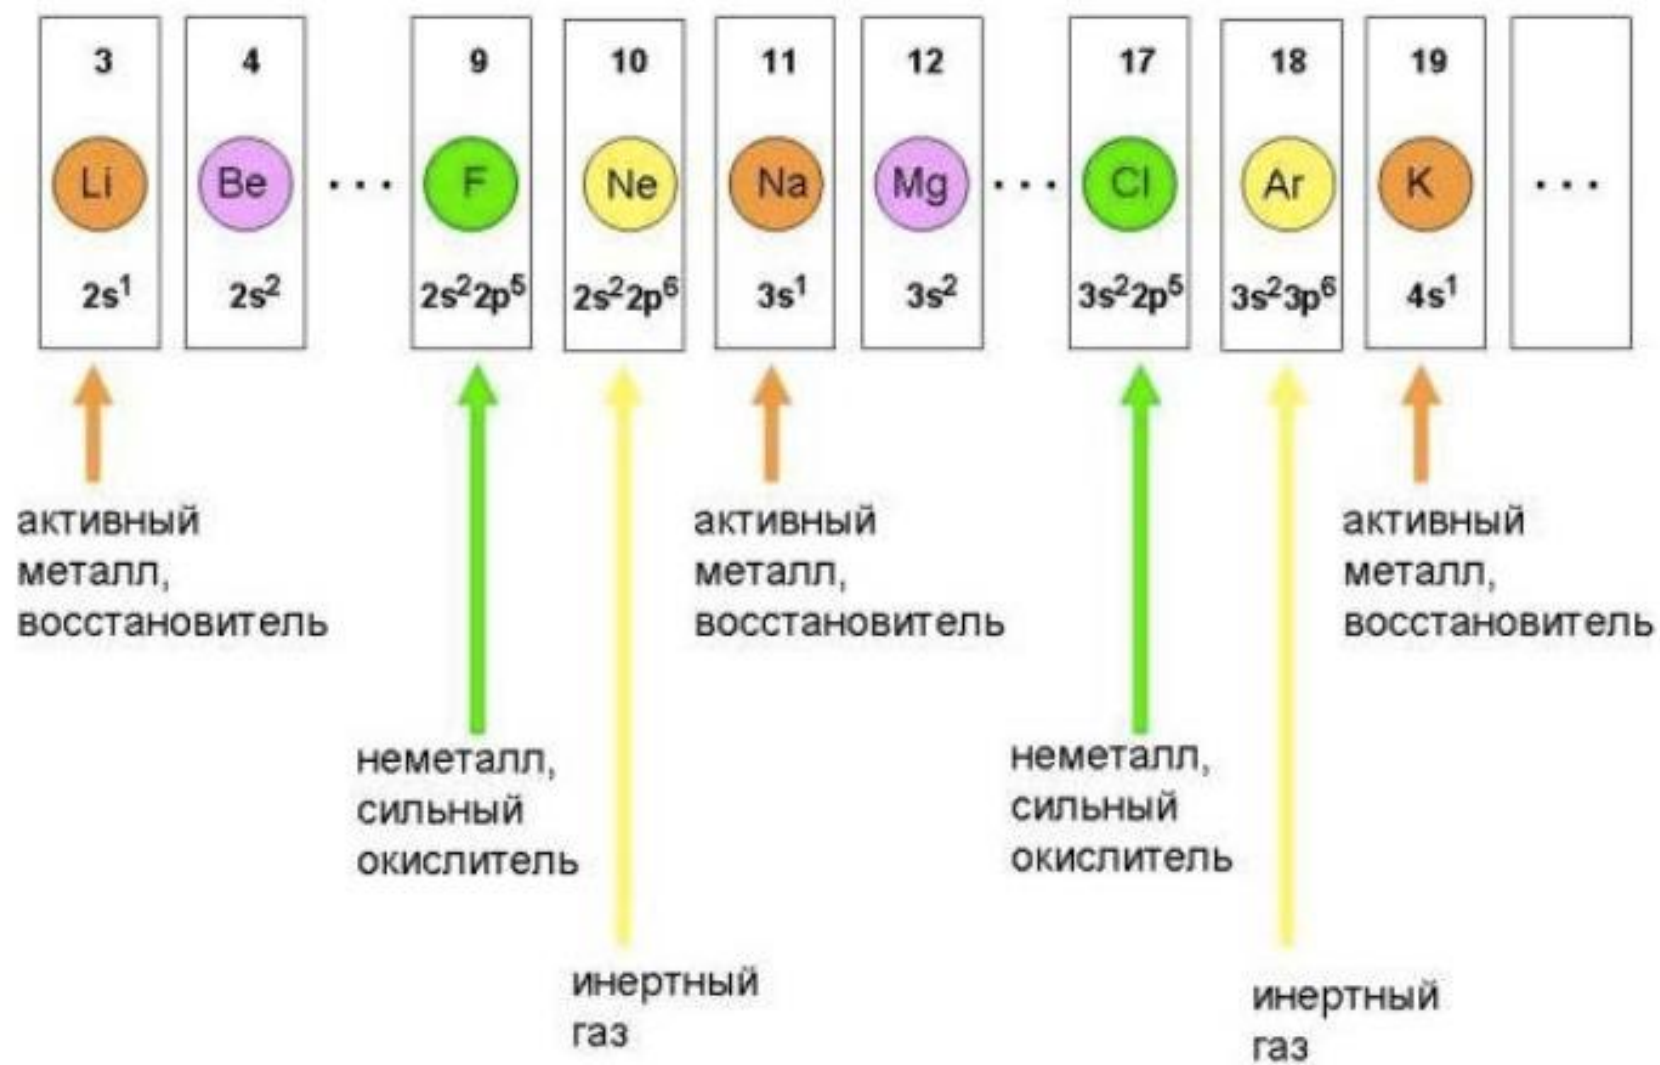 3 4 9 10 11 12 17 18 19
Li Be ... F Ne Na Mg ... Cl Ar K ...
2s¹ 2s² 2s²2p⁵ 2s²2p⁶ 3s¹ 3s² 3s²2p⁵ 3s²3p⁶ 4s¹
активный
металл,
восстановитель
активный
металл,
восстановитель
активный
металл,
восстановитель
неметалл,
сильный
окислитель
неметалл,
сильный
окислитель
инертный
газ
инертный
газ